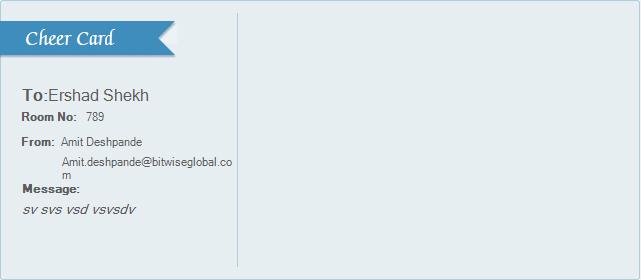 Cheer Card
To:Ershad Shekh
Room No: 789
From: Amit Deshpande
Amit.deshpande@bitwiseglobal.co
m
Message:
sv svs vsd vsvsdv